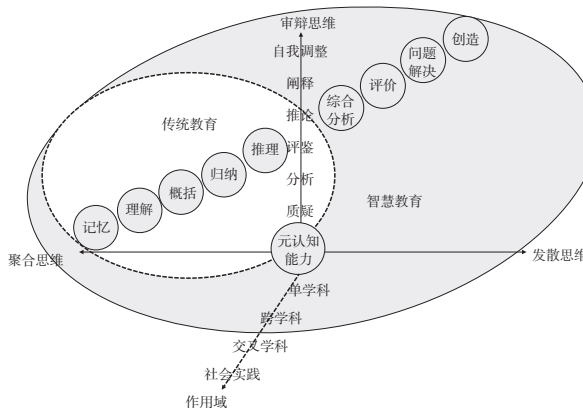 审辩思维
创造
自我调整
问题
解决
阐释
评价
综合
分析
推论
传统教育
推理
评鉴
归纳
分析
概括
智慧教育
理解
质疑
记忆
元认知
能力
聚合思维
发散思维
单学科
跨学科
交叉学科
社会实践
作用域